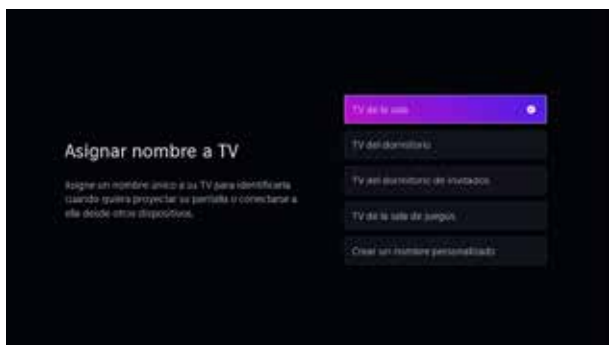 Asignar nombre a TV
Asigne un nombre único a su TV para identificarla
cuando quiera proyectar su pantalla o conectarse a
ella desde otros dispositivos.
TV de la sala
TV del dormitorio
TV del dormitorio de invitados
TV de la sala de juegos
Crear un nombre personalizado